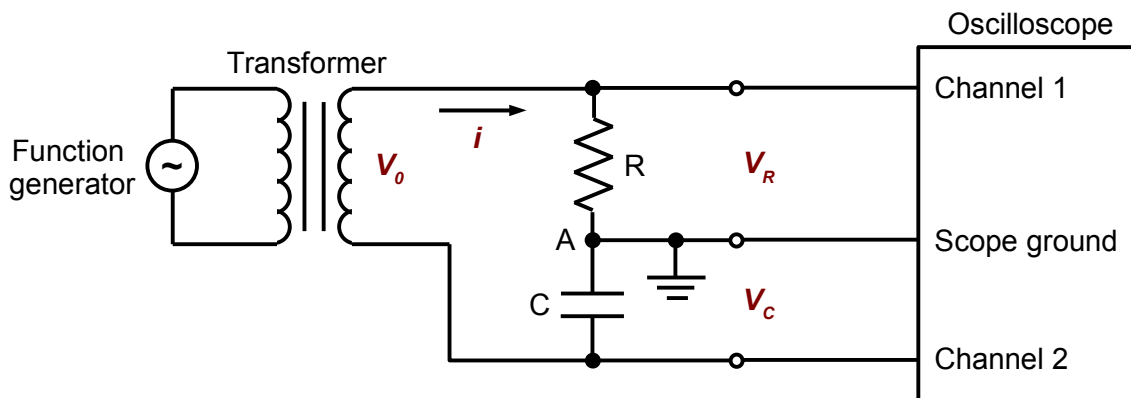 Oscilloscope
Transformer
Channel 1
Function
generator
~
i
V0
R
VR
A
Scope ground
C
VC
Channel 2